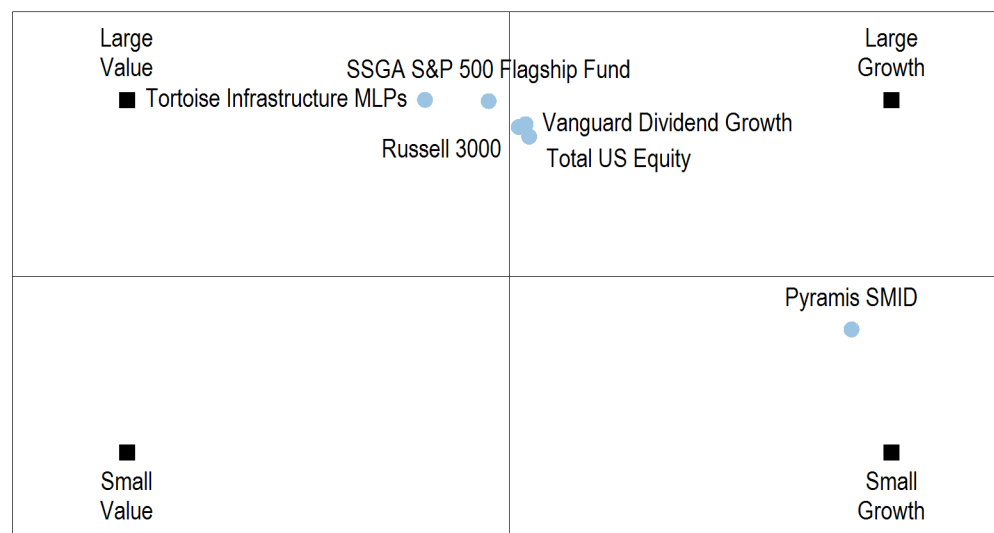 Large
Value
Large
Growth
SSGA S&P 500 Flagship Fund
Tortoise Infrastructure MLPs
Vanguard Dividend Growth
Russell 3000
Total US Equity
Pyramis SMID
Small
Value
Small
Growth